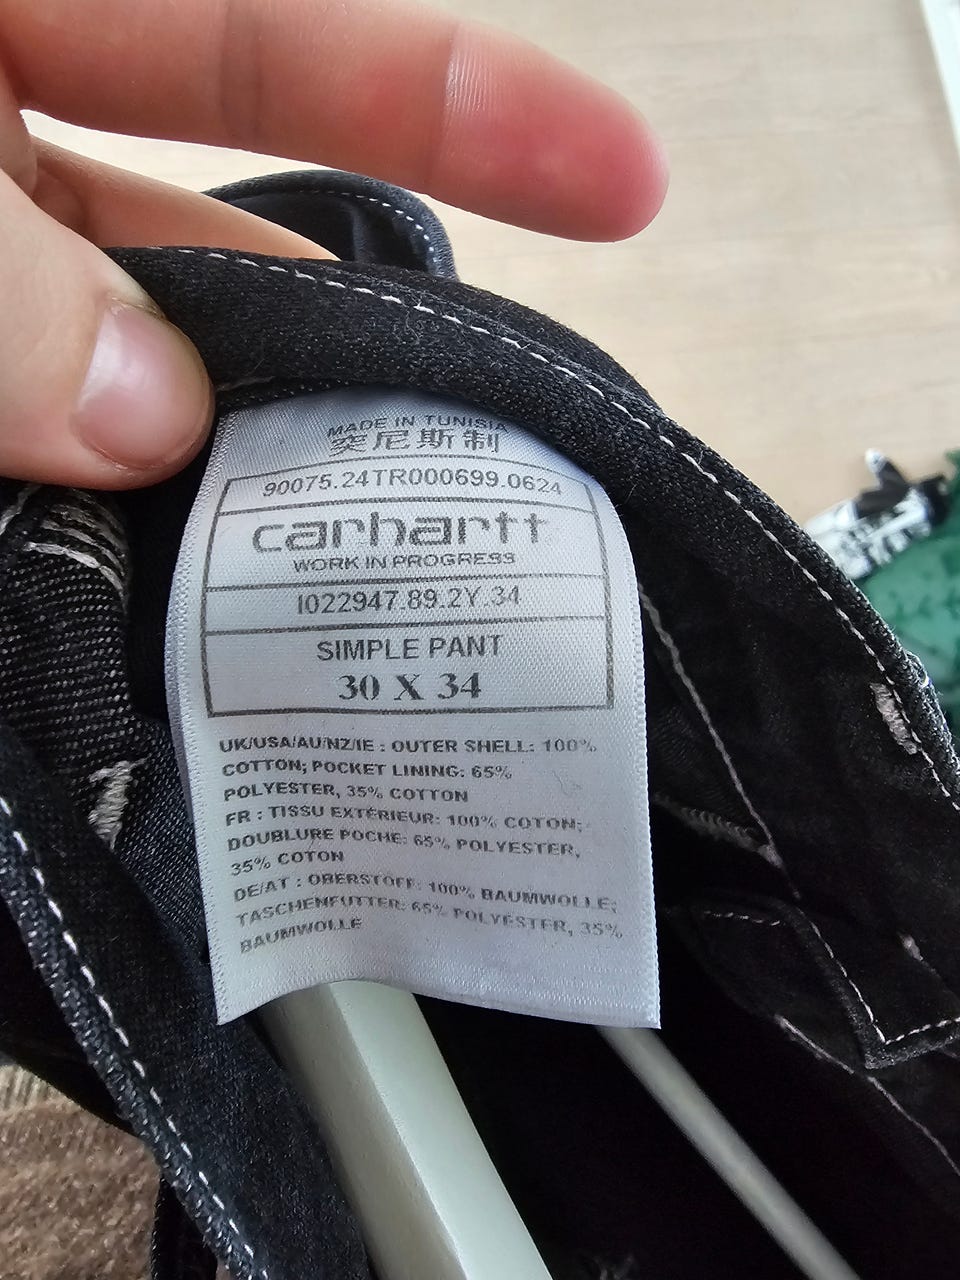 MADE IN TUNISIA
突尼斯制
90075.24TR000699.0624
carhartt
WORK IN PROGRESS
I022947.89.2Y.34
SIMPLE PANT
30 X 34
UK/USA/AU/NZ/IE : OUTER SHELL: 100%
COTTON; POCKET LINING: 65%
POLYESTER, 35% COTTON
FR : TISSU EXTÉRIEUR: 100% COTON;
DOUBLURE POCHE: 65% POLYESTER,
35% COTON
DE/AT : OBERSTOFF: 100% BAUMWOLLE;
TASCHENFUTTER: 65% POLYESTER, 35%
BAUMWOLLE